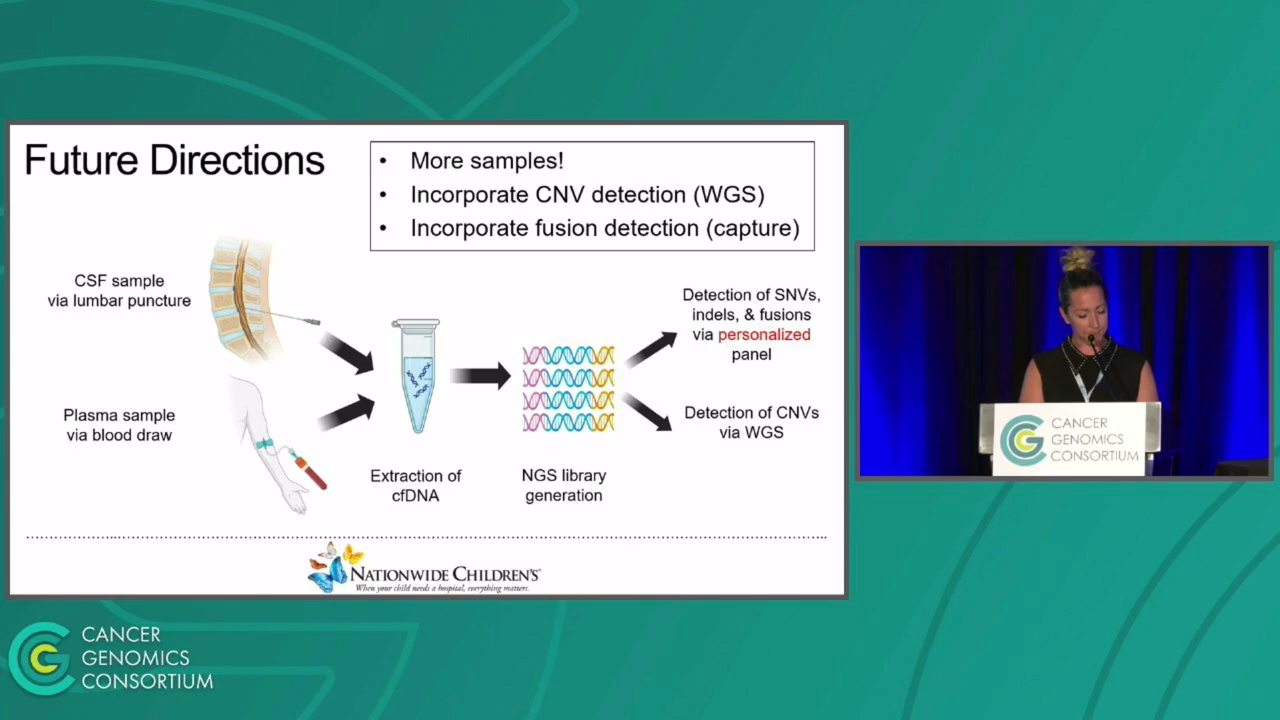 Future Directions
• More samples!
• Incorporate CNV detection (WGS)
• Incorporate fusion detection (capture)
CSF sample
via lumbar puncture
Plasma sample
via blood draw
Extraction of
cfDNA
NGS library
generation
Detection of SNVs,
indels, & fusions
via personalized
panel
Detection of CNVs
via WGS
NATIONWIDE CHILDREN'S
When your child needs a hospital, everything matters.
CANCER
GENOMICS
CONSORTIUM
CANCER
GENOMICS
CONSORTIUM